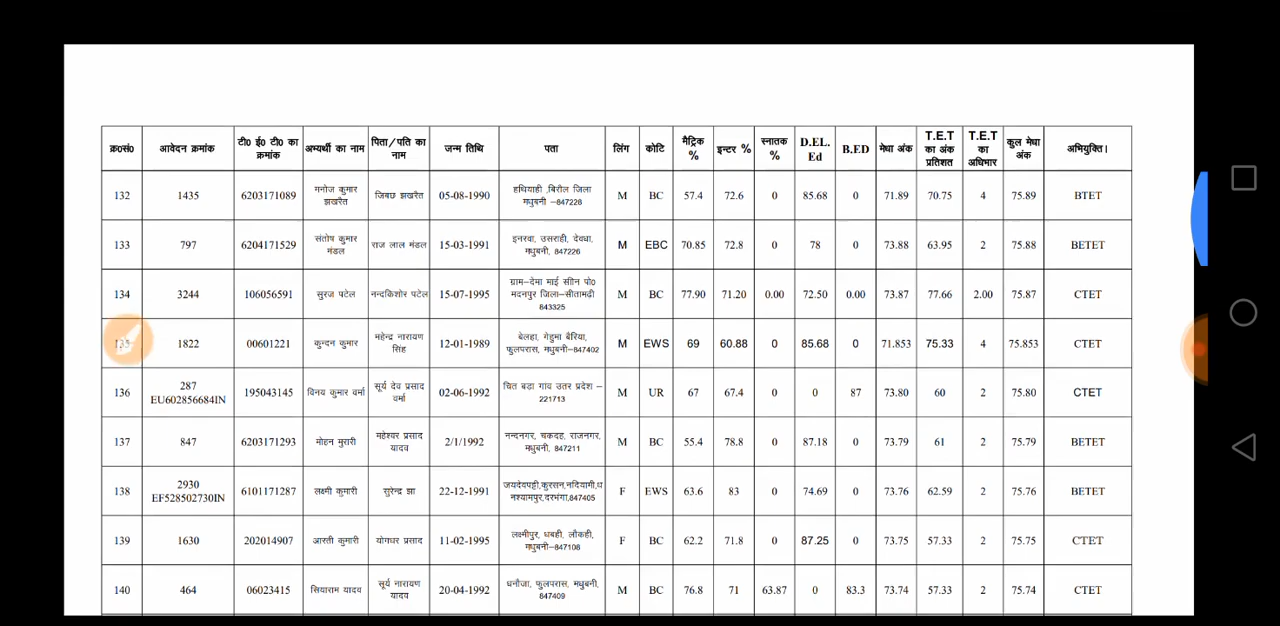 क्र0सं0 आवेदन क्रमांक टी0 ई0 टी0 का क्रमांक अभ्यर्थी का नाम पिता/पति का नाम जन्म तिथि पता लिंग कोटि मैट्रिक % इन्टर % स्नातक % D.EL. Ed B.ED मेघा अंक T.E.T का अंक प्रतिशत T.E.T का अधिभार कुल मेघा अंक अभियुक्ति।
132 1435 6203171089 मनोज कुमार झखरैत जिबछ झखरैत 05-08-1990 हथियाही ,बिरौल जिला मधुबनी –847228 M BC 57.4 72.6 0 85.68 0 71.89 70.75 4 75.89 BTET
133 797 6204171529 संतोष कुमार मंडल राज लाल मंडल 15-03-1991 इनरवा, उसराही, देवधा, मधुबनी, 847226 M EBC 70.85 72.8 0 78 0 73.88 63.95 2 75.88 BETET
134 3244 106056591 सुरज पटेल नन्दकिशोर पटेल 15-07-1995 ग्राम–देमा माई सीान पो0 मदनपुर जिला–सीतामढी 843325 M BC 77.90 71.20 0.00 72.50 0.00 73.87 77.66 2.00 75.87 CTET
135 1822 00601221 कुन्दन कुमार महेन्द्र नारायण सिंह 12-01-1989 बेलहा, गेहुमा बैरिया, फुलपरास, मधुबनी–847402 M EWS 69 60.88 0 85.68 0 71.853 75.33 4 75.853 CTET
136 287 EU602856684IN 195043145 विनय कुमार वर्मा सूर्य देव प्रसाद वर्मा 02-06-1992 चित बडा गाव उतर प्रदेश – 221713 M UR 67 67.4 0 0 87 73.80 60 2 75.80 CTET
137 847 6203171293 मोहन मुरारी महेश्वर प्रसाद यादव 2/1/1992 नन्दनगर, चकदह, राजनगर, मधुबनी, 847211 M BC 55.4 78.8 0 87.18 0 73.79 61 2 75.79 BETET
138 2930 EF528502730IN 6101171287 लक्ष्मी कुमारी सुरेन्द्र झा 22-12-1991 जयदेवपट्टी,कुरसन,नदियामी,घ नश्यामपुर,दरभंगा,847405 F EWS 63.6 83 0 74.69 0 73.76 62.59 2 75.76 BETET
139 1630 202014907 आरती कुमारी योगधर प्रसाद 11-02-1995 लक्ष्मीपुर, धबही, लौकही, मधुबनी–847108 F BC 62.2 71.8 0 87.25 0 73.75 57.33 2 75.75 CTET
140 464 06023415 सियाराम यादव सूर्य नारायण यादव 20-04-1992 धनौजा, फुलपरास, मधुबनी, 847409 M BC 76.8 71 63.87 0 83.3 73.74 57.33 2 75.74 CTET